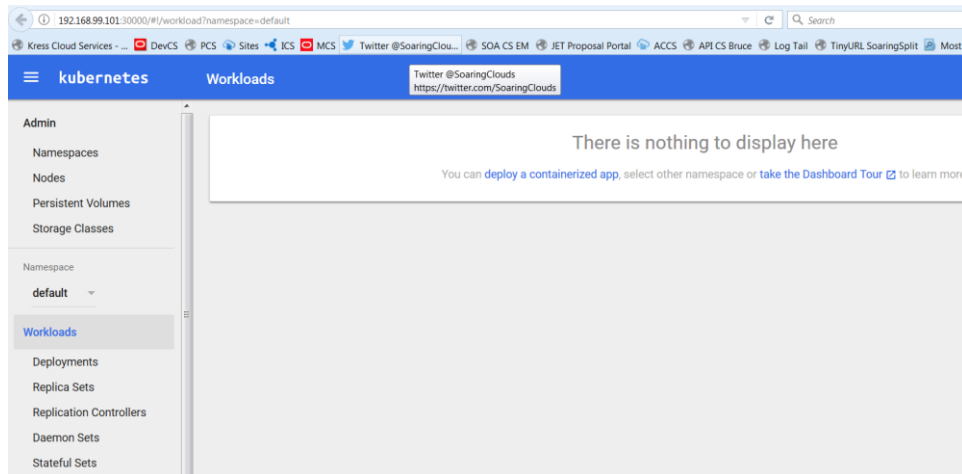 192.168.99.101:30000/#!/workload?namespace=default
Search
Kress Cloud Services - ... DevCS PCS Sites ICS MCS Twitter @SoaringClou... SOA CS EM JET Proposal Portal ACCS API CS Bruce Log Tail TinyURL SoaringSplit Most
kubernetes Workloads
Twitter @SoaringClouds
https://twitter.com/SoaringClouds
Admin
Namespaces
Nodes
Persistent Volumes
Storage Classes
Namespace
default
Workloads
Deployments
Replica Sets
Replication Controllers
Daemon Sets
Stateful Sets
There is nothing to display here
You can deploy a containerized app, select other namespace or take the Dashboard Tour to learn more